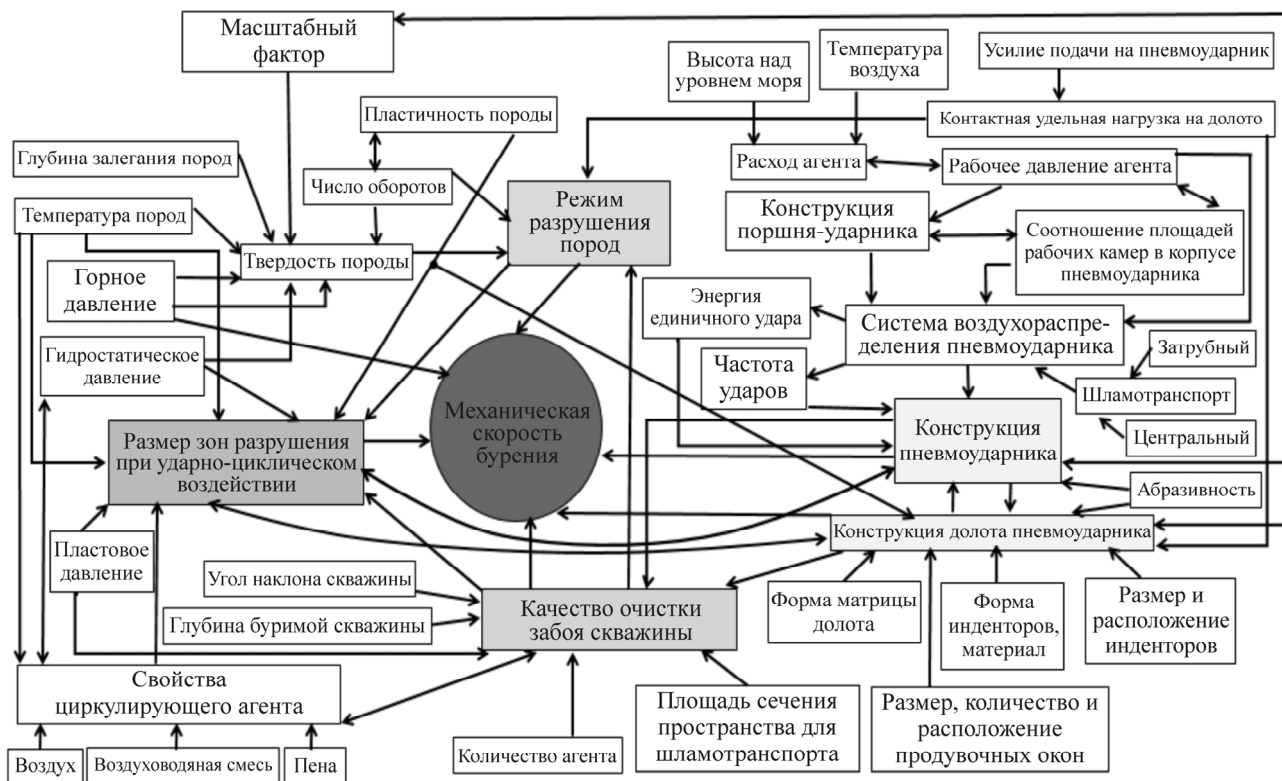 Масштабный
фактор
Высота над
уровнем моря
Температура
воздуха
Усилие подачи на пневмоударник
Пластичность породы
Контактная удельная нагрузка на долото
Глубина залегания пород
Число оборотов
Режим
разрушения
пород
Расход агента
Рабочее давление агента
Температура пород
Твердость породы
Конструкция
поршня-ударника
Соотношение площадей
рабочих камер в корпусе
пневмоударника
Горное
давление
Энергия
единичного удара
Система воздухораспре-
деления пневмоударника
Гидростатическое
давление
Частота
ударов
Затрубный
Шламотранспорт
Центральный
Механическая
скорость
бурения
Размер зон разрушения
при ударно-циклическом
воздействии
Конструкция
пневмоударника
Абразивность
Пластовое
давление
Конструкция долота пневмоударника
Угол наклона скважины
Глубина буримой скважины
Качество очистки
забоя скважины
Форма матрицы
долота
Форма
инденторов,
материал
Размер и
расположение
инденторов
Свойства
циркулирующего агента
Площадь сечения
пространства для
шламотранспорта
Размер, количество и
расположение
продувочных окон
Воздух
Воздуховодяная смесь
Пена
Количество агента